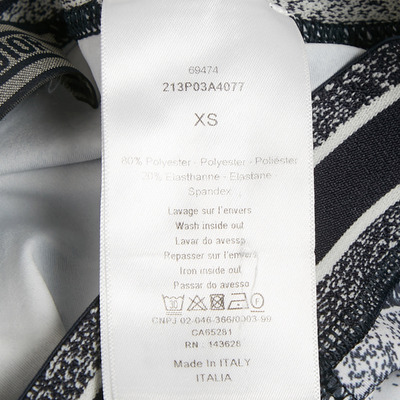 69474
213P03A4077
XS
80% Polyester - Polyester - Poliéster
20% Elasthanne - Elastane -
Spandex
Lavage sur l'envers
Wash inside out
Lavar do avesso
Repasser sur l'envers
Iron inside out
Passar do avesso
30
F
CNPJ 02-046-366/0003-99
CA65281
RN. 143628
Made In ITALY
ITALIA